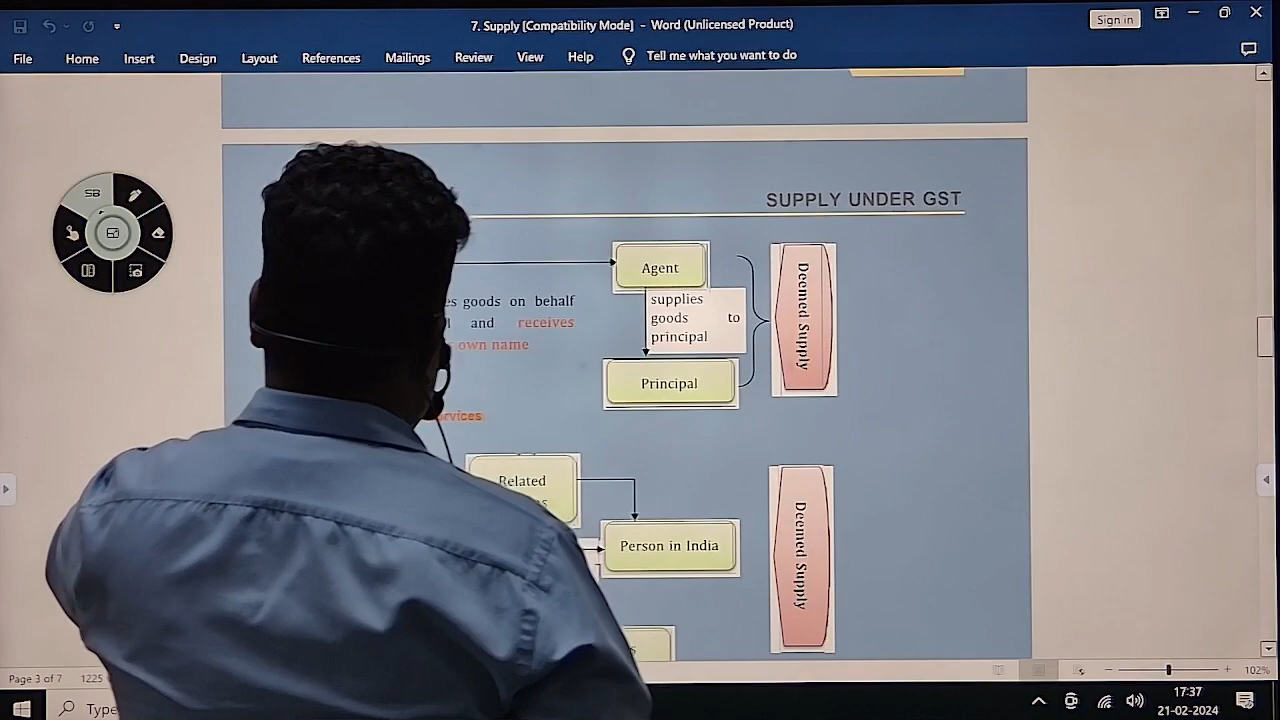 7. Supply [Compatibility Mode] - Word (Unlicensed Product)
Sign in
File Home Insert Design Layout References Mailings Review View Help Tell me what you want to do
SB
SUPPLY UNDER GST
Agent
supplies
goods to
principal
Principal
Deemed Supply
goods on behalf
and receives
own name
Related
Person in India
Deemed Supply
Page 3 of 7 1225
102%
Type
17:37
21-02-2024